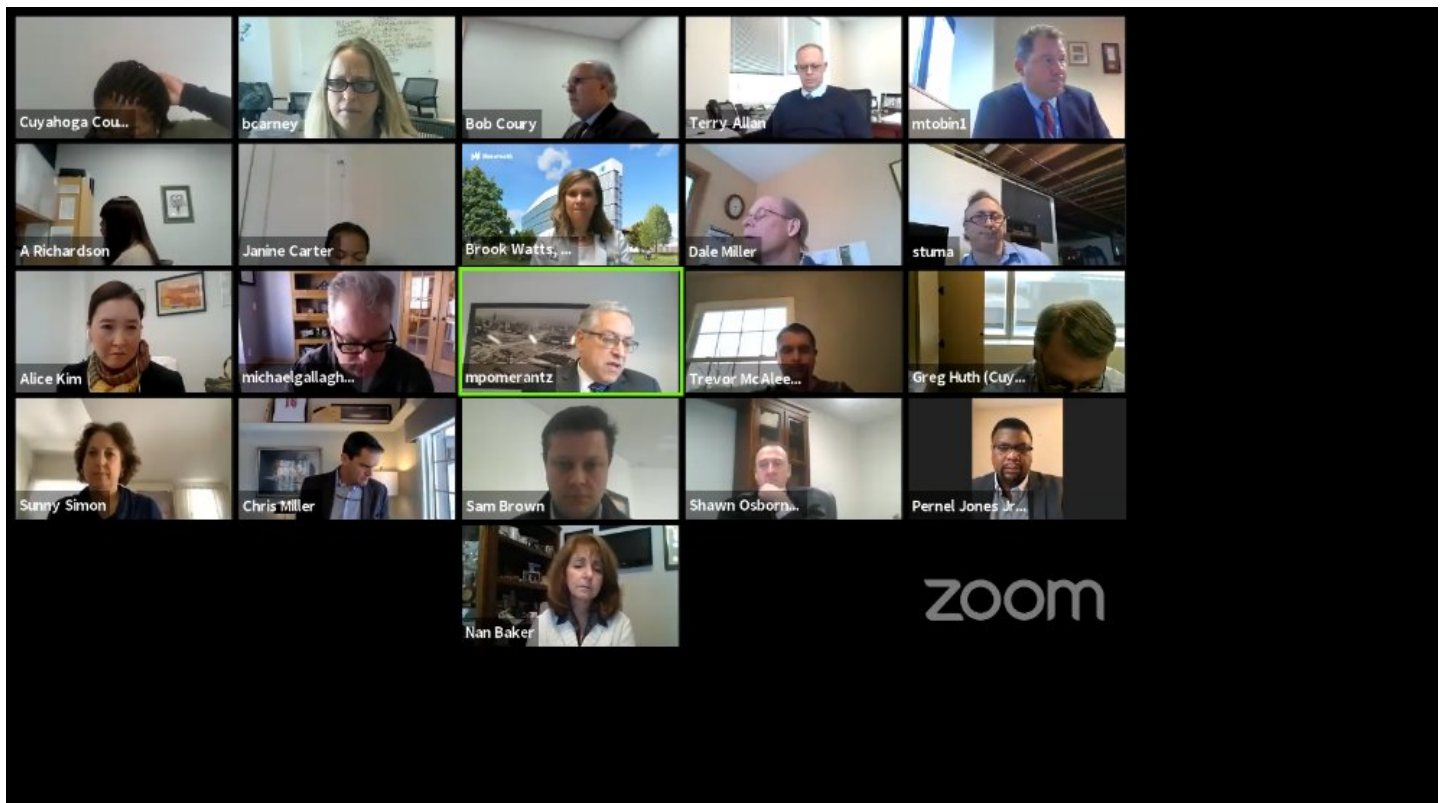 Cuyahoga Cou...
bcarney
Bob Coury
Terry Allan
mtobin1
A Richardson
Janine Carter
MetroHealth
Brook Watts, ...
Dale Miller
stuma
Alice Kim
michaelgallagh...
mpomerantz
Trevor McAlee...
Greg Huth (Cuy...
Sunny Simon
Chris Miller
Sam Brown
Shawn Osborn...
Pernel Jones Jr...
Nan Baker
zoom